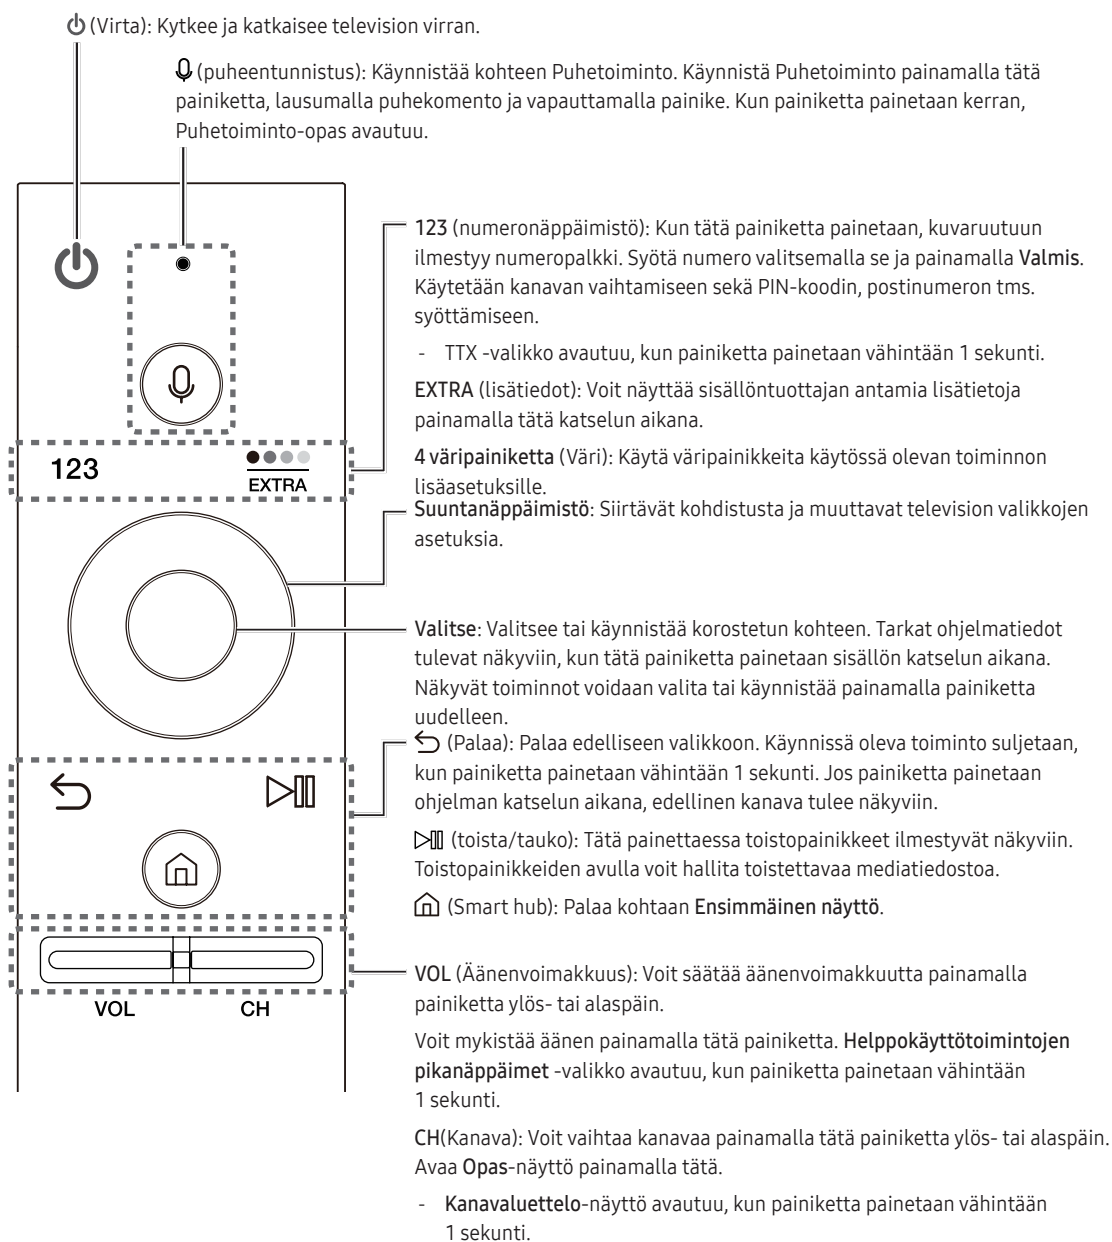 (Virta): Kytkee ja katkaisee television virran.
(puheentunnistus): Käynnistää kohteen Puhetoiminto. Käynnistä Puhetoiminto painamalla tätä
painiketta, lausumalla puhekomento ja vapauttamalla painike. Kun painiketta painetaan kerran,
Puhetoiminto-opas avautuu.
123 (numeronäppäimistö): Kun tätä painiketta painetaan, kuvaruutuun
ilmestyy numeropalkki. Syötä numero valitsemalla se ja painamalla Valmis.
Käytetään kanavan vaihtamiseen sekä PIN-koodin, postinumeron tms.
syöttämiseen.
- TTX -valikko avautuu, kun painiketta painetaan vähintään 1 sekunti.
EXTRA (lisätiedot): Voit näyttää sisällöntuottajan antamia lisätietoja
painamalla tätä katselun aikana.
4 väripainiketta (Väri): Käytä väripainikkeita käytössä olevan toiminnon
lisäasetuksille.
123
EXTRA
Suuntanäppäimistö: Siirtävät kohdistusta ja muuttavat television valikkojen
asetuksia.
Valitse: Valitsee tai käynnistää korostetun kohteen. Tarkat ohjelmatiedot
tulevat näkyviin, kun tätä painiketta painetaan sisällön katselun aikana.
Näkyvät toiminnot voidaan valita tai käynnistää painamalla painiketta
uudelleen.
(Palaa): Palaa edelliseen valikkoon. Käynnissä oleva toiminto suljetaan,
kun painiketta painetaan vähintään 1 sekunti. Jos painiketta painetaan
ohjelman katselun aikana, edellinen kanava tulee näkyviin.
(toista/tauko): Tätä painettaessa toistopainikkeet ilmestyvät näkyviin.
Toistopainikkeiden avulla voit hallita toistettavaa mediatiedostoa.
(Smart hub): Palaa kohtaan Ensimmäinen näyttö.
VOL (Äänenvoimakkuus): Voit säätää äänenvoimakkuutta painamalla
painiketta ylös- tai alaspäin.
VOL
CH
Voit mykistää äänen painamalla tätä painiketta. Helppokäyttötoimintojen
pikanäppäimet -valikko avautuu, kun painiketta painetaan vähintään
1 sekunti.
CH(Kanava): Voit vaihtaa kanavaa painamalla tätä painiketta ylös- tai alaspäin.
Avaa Opas-näyttö painamalla tätä.
- Kanavaluettelo-näyttö avautuu, kun painiketta painetaan vähintään
1 sekunti.